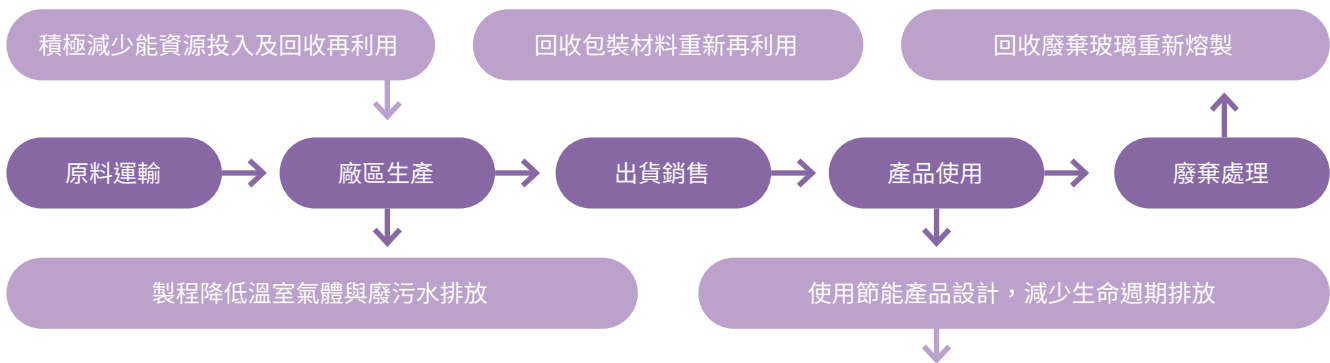 積極減少能資源投入及回收再利用
回收包裝材料重新再利用
回收廢棄玻璃重新熔製
原料運輸
廠區生產
出貨銷售
產品使用
廢棄處理
製程降低溫室氣體與廢污水排放
使用節能產品設計，減少生命週期排放